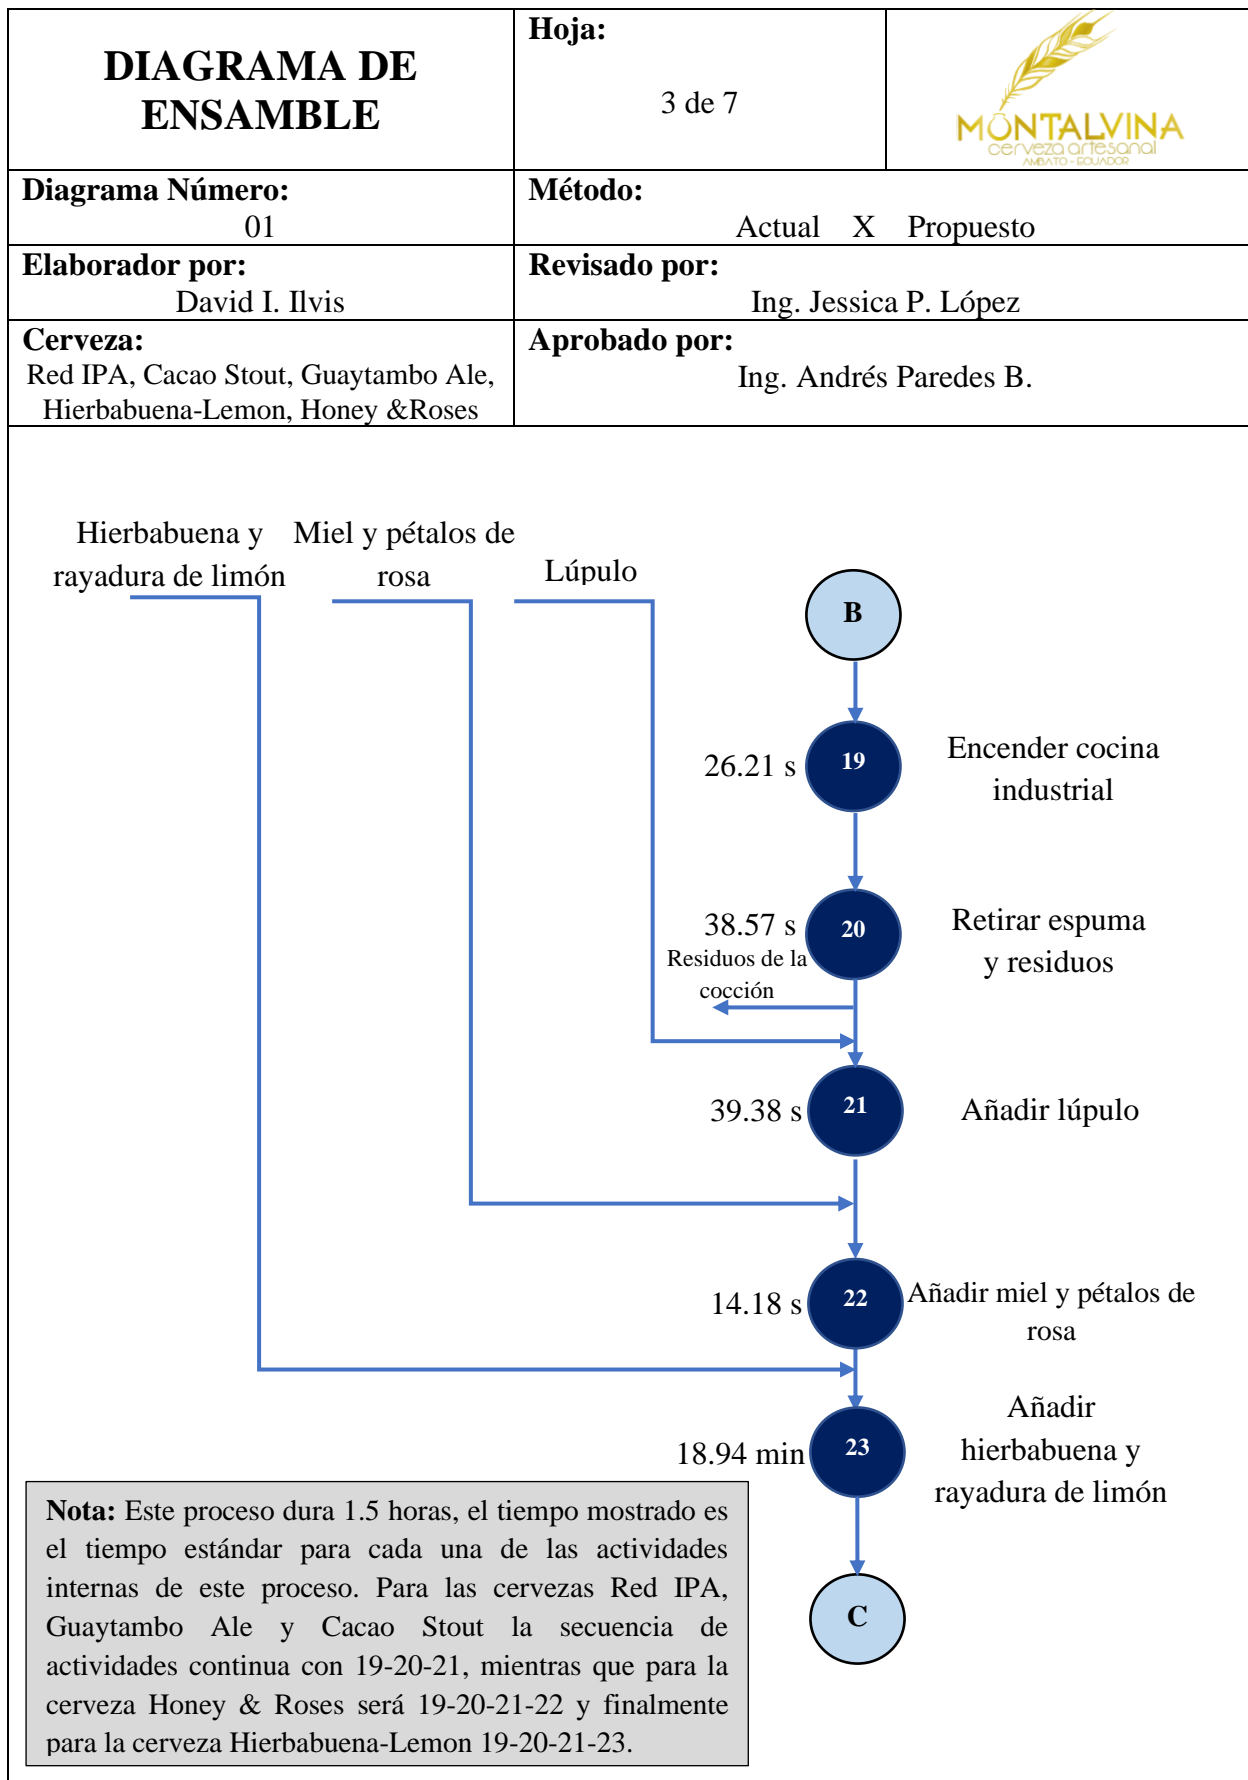 DIAGRAMA DE
ENSAMBLE
Hoja:
3 de 7
MONTALVINA
cerveza artesanal
AMBATO - ECUADOR
Diagrama Número:
01
Método:
Actual X Propuesto
Elaborador por:
David I. Ilvis
Revisado por:
Ing. Jessica P. López
Cerveza:
Red IPA, Cacao Stout, Guaytambo Ale,
Hierbabuena-Lemon, Honey &Roses
Aprobado por:
Ing. Andrés Paredes B.
Hierbabuena y
rayadura de limón
Miel y pétalos de
rosa
Lúpulo
B
26.21 s
19
Encender cocina
industrial
38.57 s
20
Retirar espuma
y residuos
Residuos de la
cocción
39.38 s
21
Añadir lúpulo
14.18 s
22
Añadir miel y pétalos de
rosa
18.94 min
23
Añadir
hierbabuena y
rayadura de limón
C
Nota: Este proceso dura 1.5 horas, el tiempo mostrado es
el tiempo estándar para cada una de las actividades
internas de este proceso. Para las cervezas Red IPA,
Guaytambo Ale y Cacao Stout la secuencia de
actividades continua con 19-20-21, mientras que para la
cerveza Honey & Roses será 19-20-21-22 y finalmente
para la cerveza Hierbabuena-Lemon 19-20-21-23.